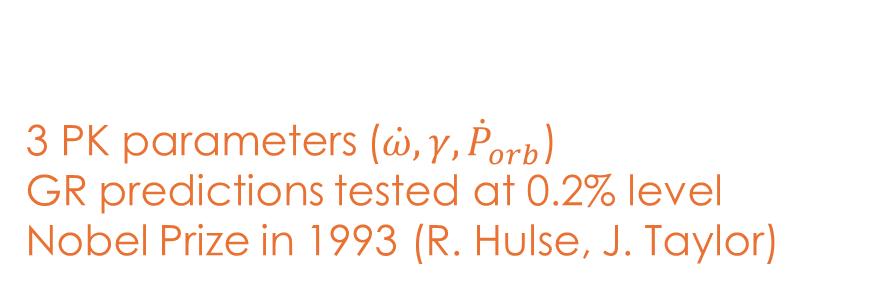 3 PK parameters (ω̇, γ, Ṗ_orb)
GR predictions tested at 0.2% level
Nobel Prize in 1993 (R. Hulse, J. Taylor)